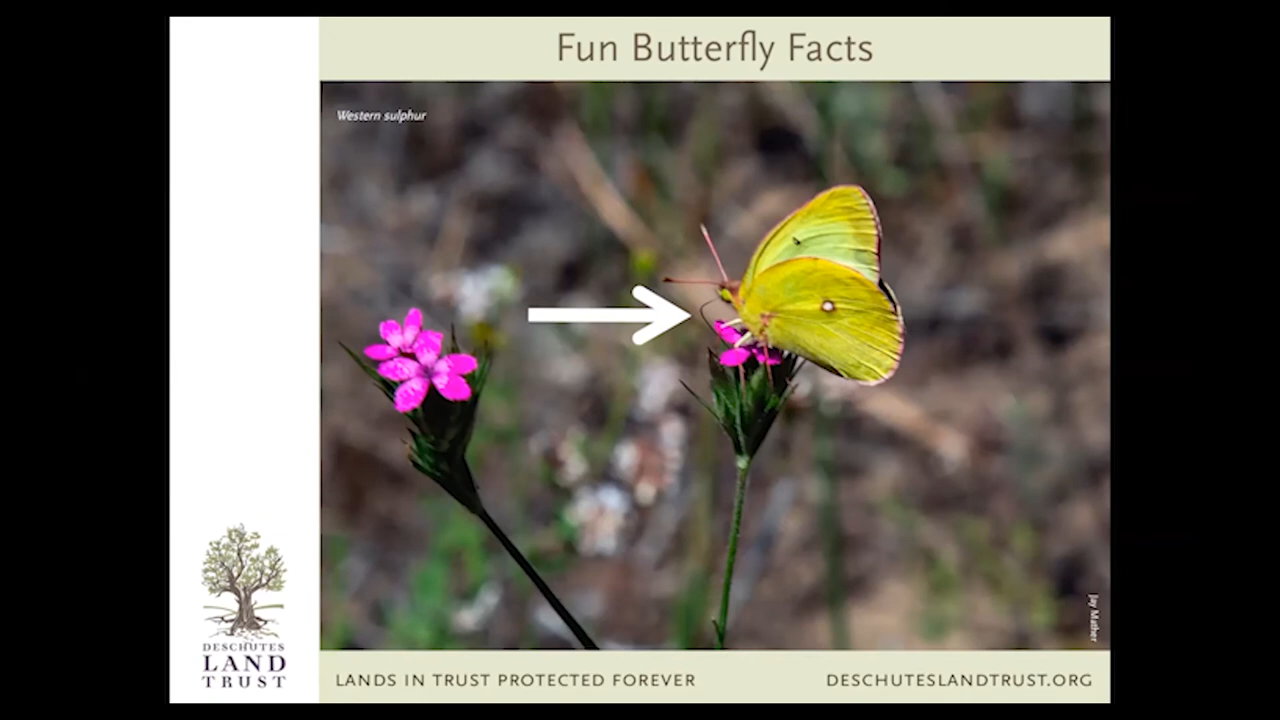 Fun Butterfly Facts
Western sulphur
Jay Mather
DESCHUTES
LAND
TRUST
LANDS IN TRUST PROTECTED FOREVER
DESCHUTESLANDTRUST.ORG